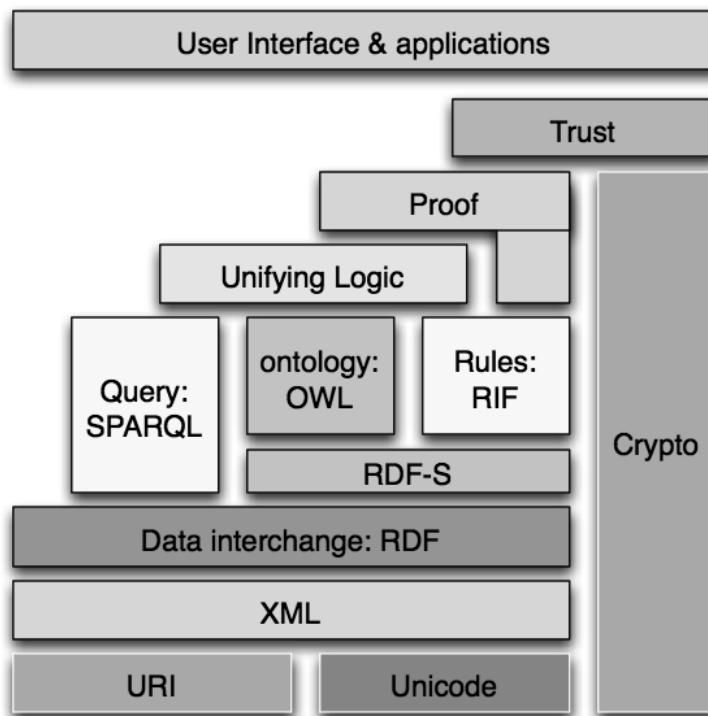 User Interface & applications
Trust
Proof
Unifying Logic
Query:
SPARQL
ontology:
OWL
Rules:
RIF
Crypto
RDF-S
Data interchange: RDF
XML
URI
Unicode